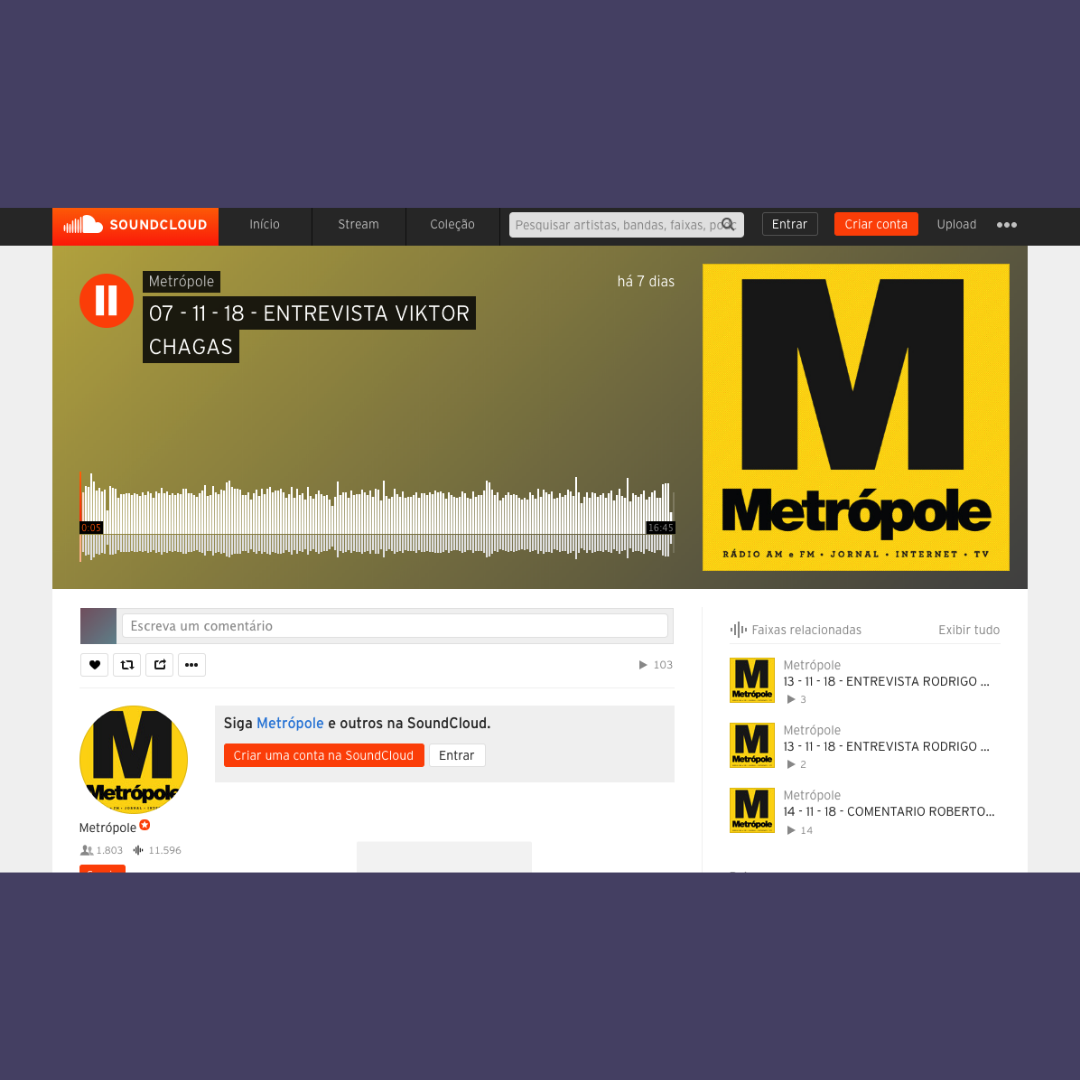 SOUNDCLOUD
Início
Stream
Coleção
Pesquisar artistas, bandas, faixas,
Entrar
Criar conta
Upload
Metrópole
há 7 dias
07 - 11 - 18 - ENTREVISTA VIKTOR
CHAGAS
0:05
16:45
M
Metrópole
RÁDIO AM e FM • JORNAL • INTERNET • TV
Escreva um comentário
103
M
Metrópole
Metrópole
1.803
11.596
Siga Metrópole e outros na SoundCloud.
Criar uma conta na SoundCloud
Entrar
Faixas relacionadas
Exibir tudo
M
Metrópole
Metrópole
13 - 11 - 18 - ENTREVISTA RODRIGO ...
3
M
Metrópole
Metrópole
13 - 11 - 18 - ENTREVISTA RODRIGO ...
2
M
Metrópole
Metrópole
14 - 11 - 18 - COMENTARIO ROBERTO...
14